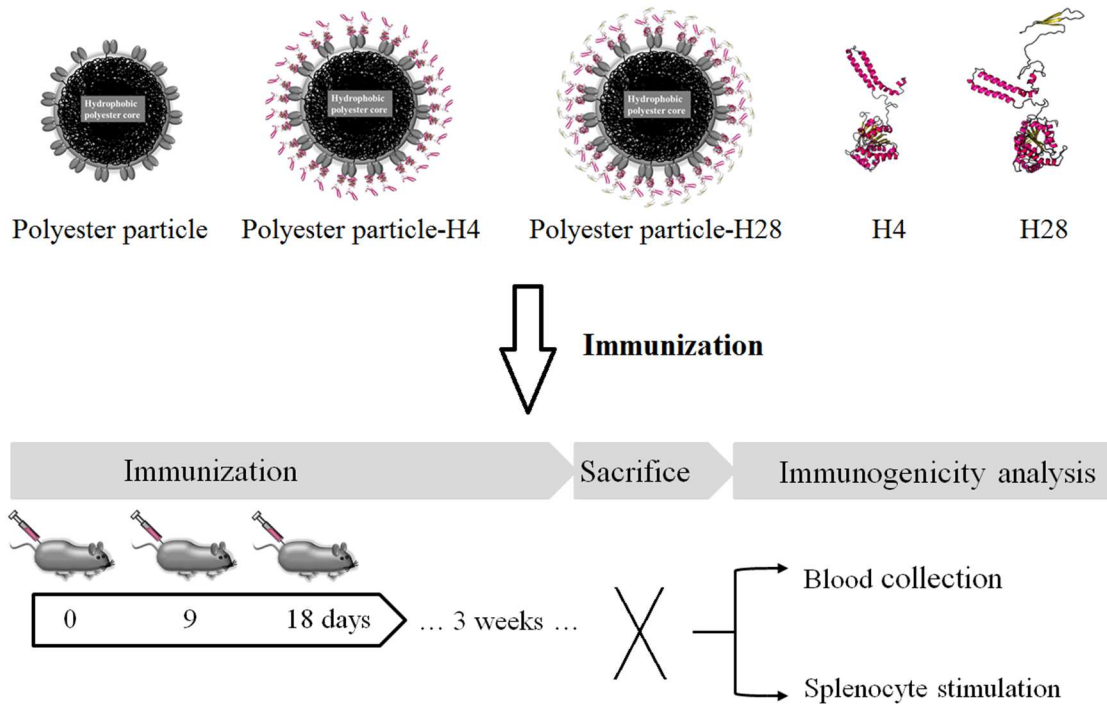 Hydrophobic
polyester core
Hydrophobic
polyester core
Hydrophobic
polyester core
Polyester particle
Polyester particle-H4
Polyester particle-H28
H4
H28
Immunization
Immunization
Sacrifice
Immunogenicity analysis
0 9 18 days
... 3 weeks ...
Blood collection
Splenocyte stimulation